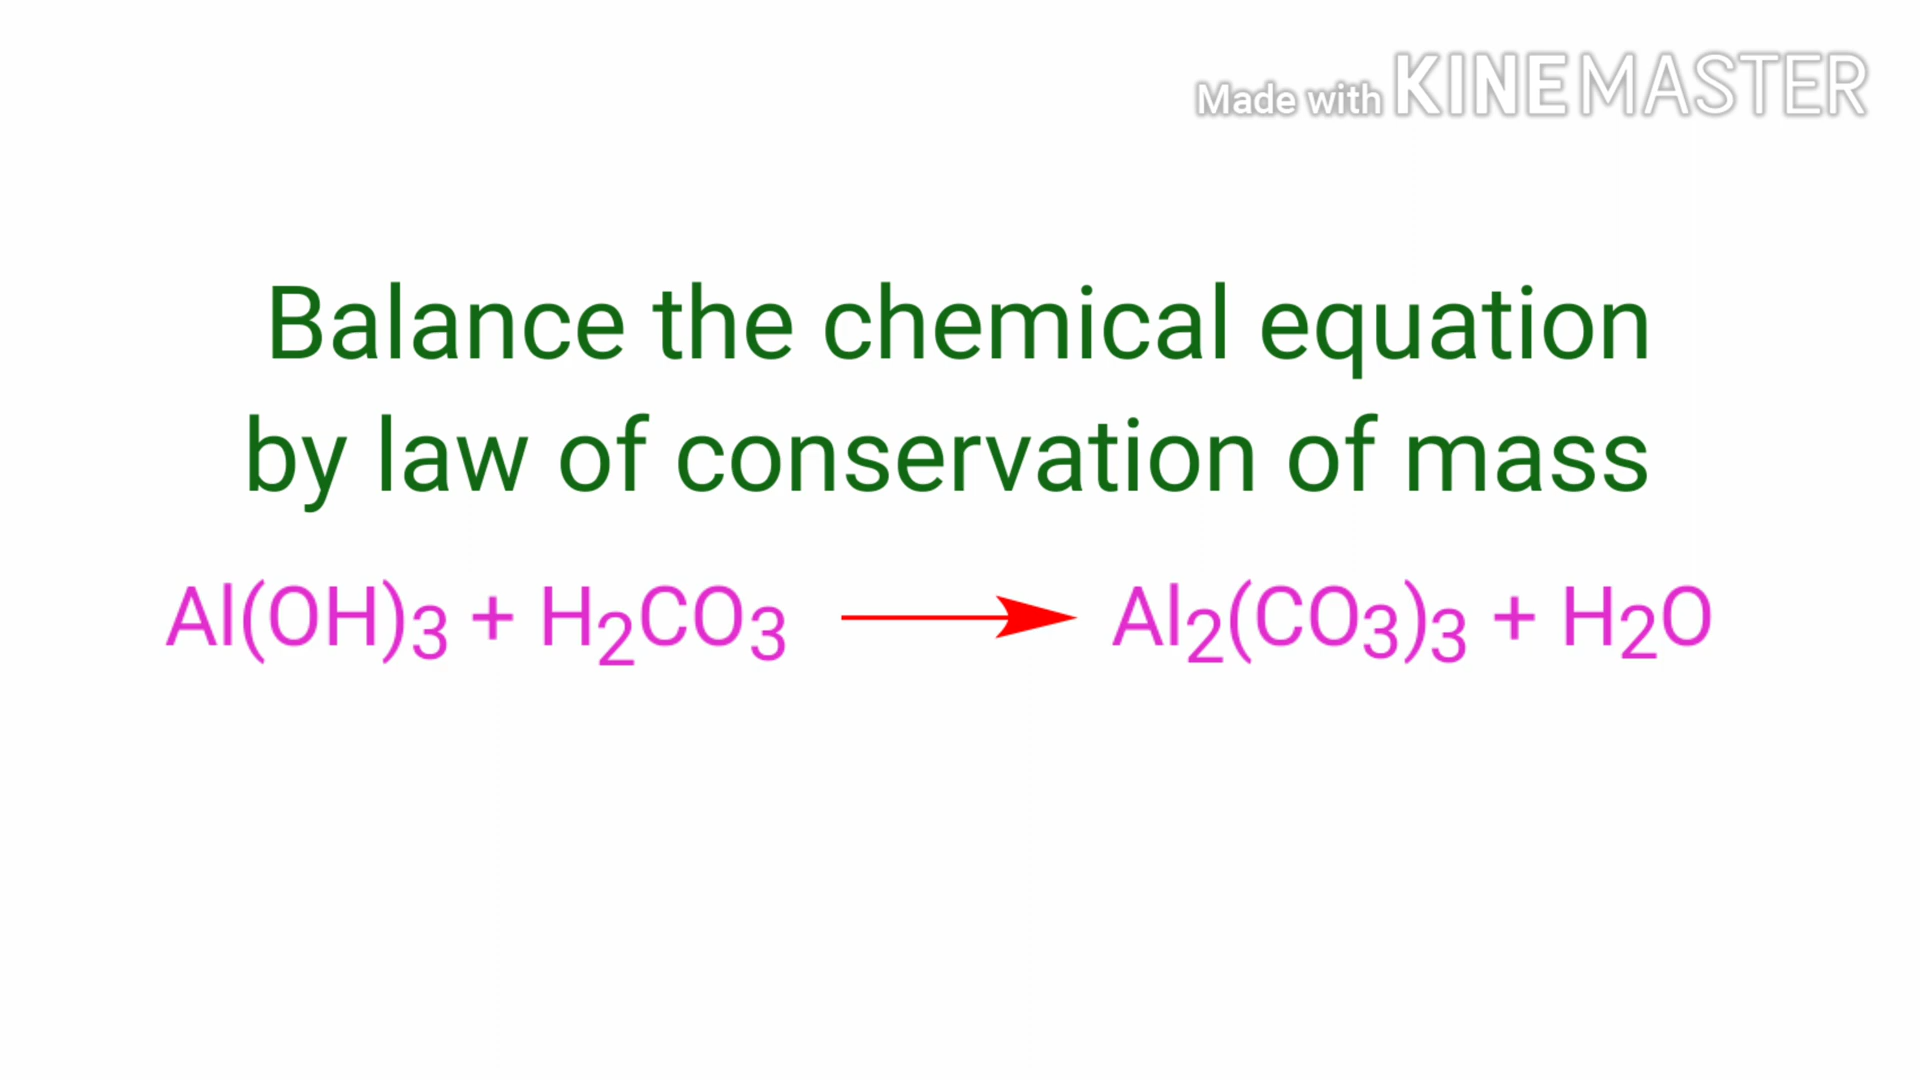 Made with KINEMASTER
Balance the chemical equation
by law of conservation of mass
Al(OH)3 + H2CO3 → Al2(CO3)3 + H2O